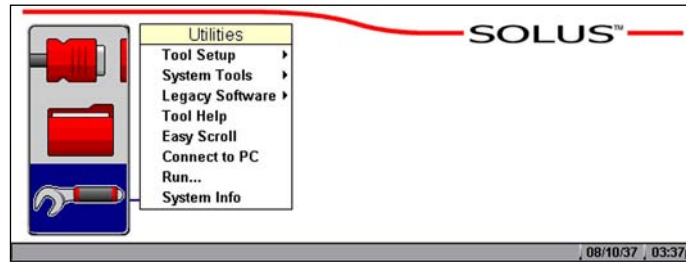 SOLUS™
Utilities
Tool Setup
System Tools
Legacy Software
Tool Help
Easy Scroll
Connect to PC
Run...
System Info
08/10/37 03:37